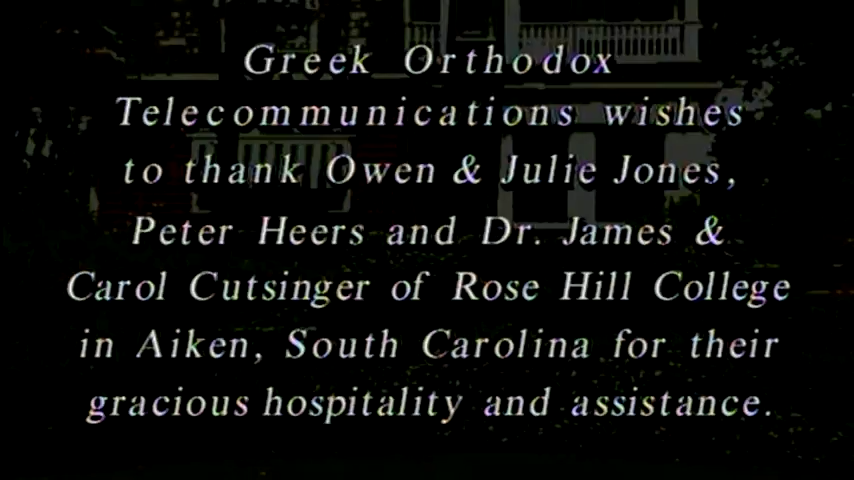 Greek Orthodox
Telecommunications wishes
to thank Owen & Julie Jones,
Peter Heers and Dr. James &
Carol Cutsinger of Rose Hill College
in Aiken, South Carolina for their
gracious hospitality and assistance.